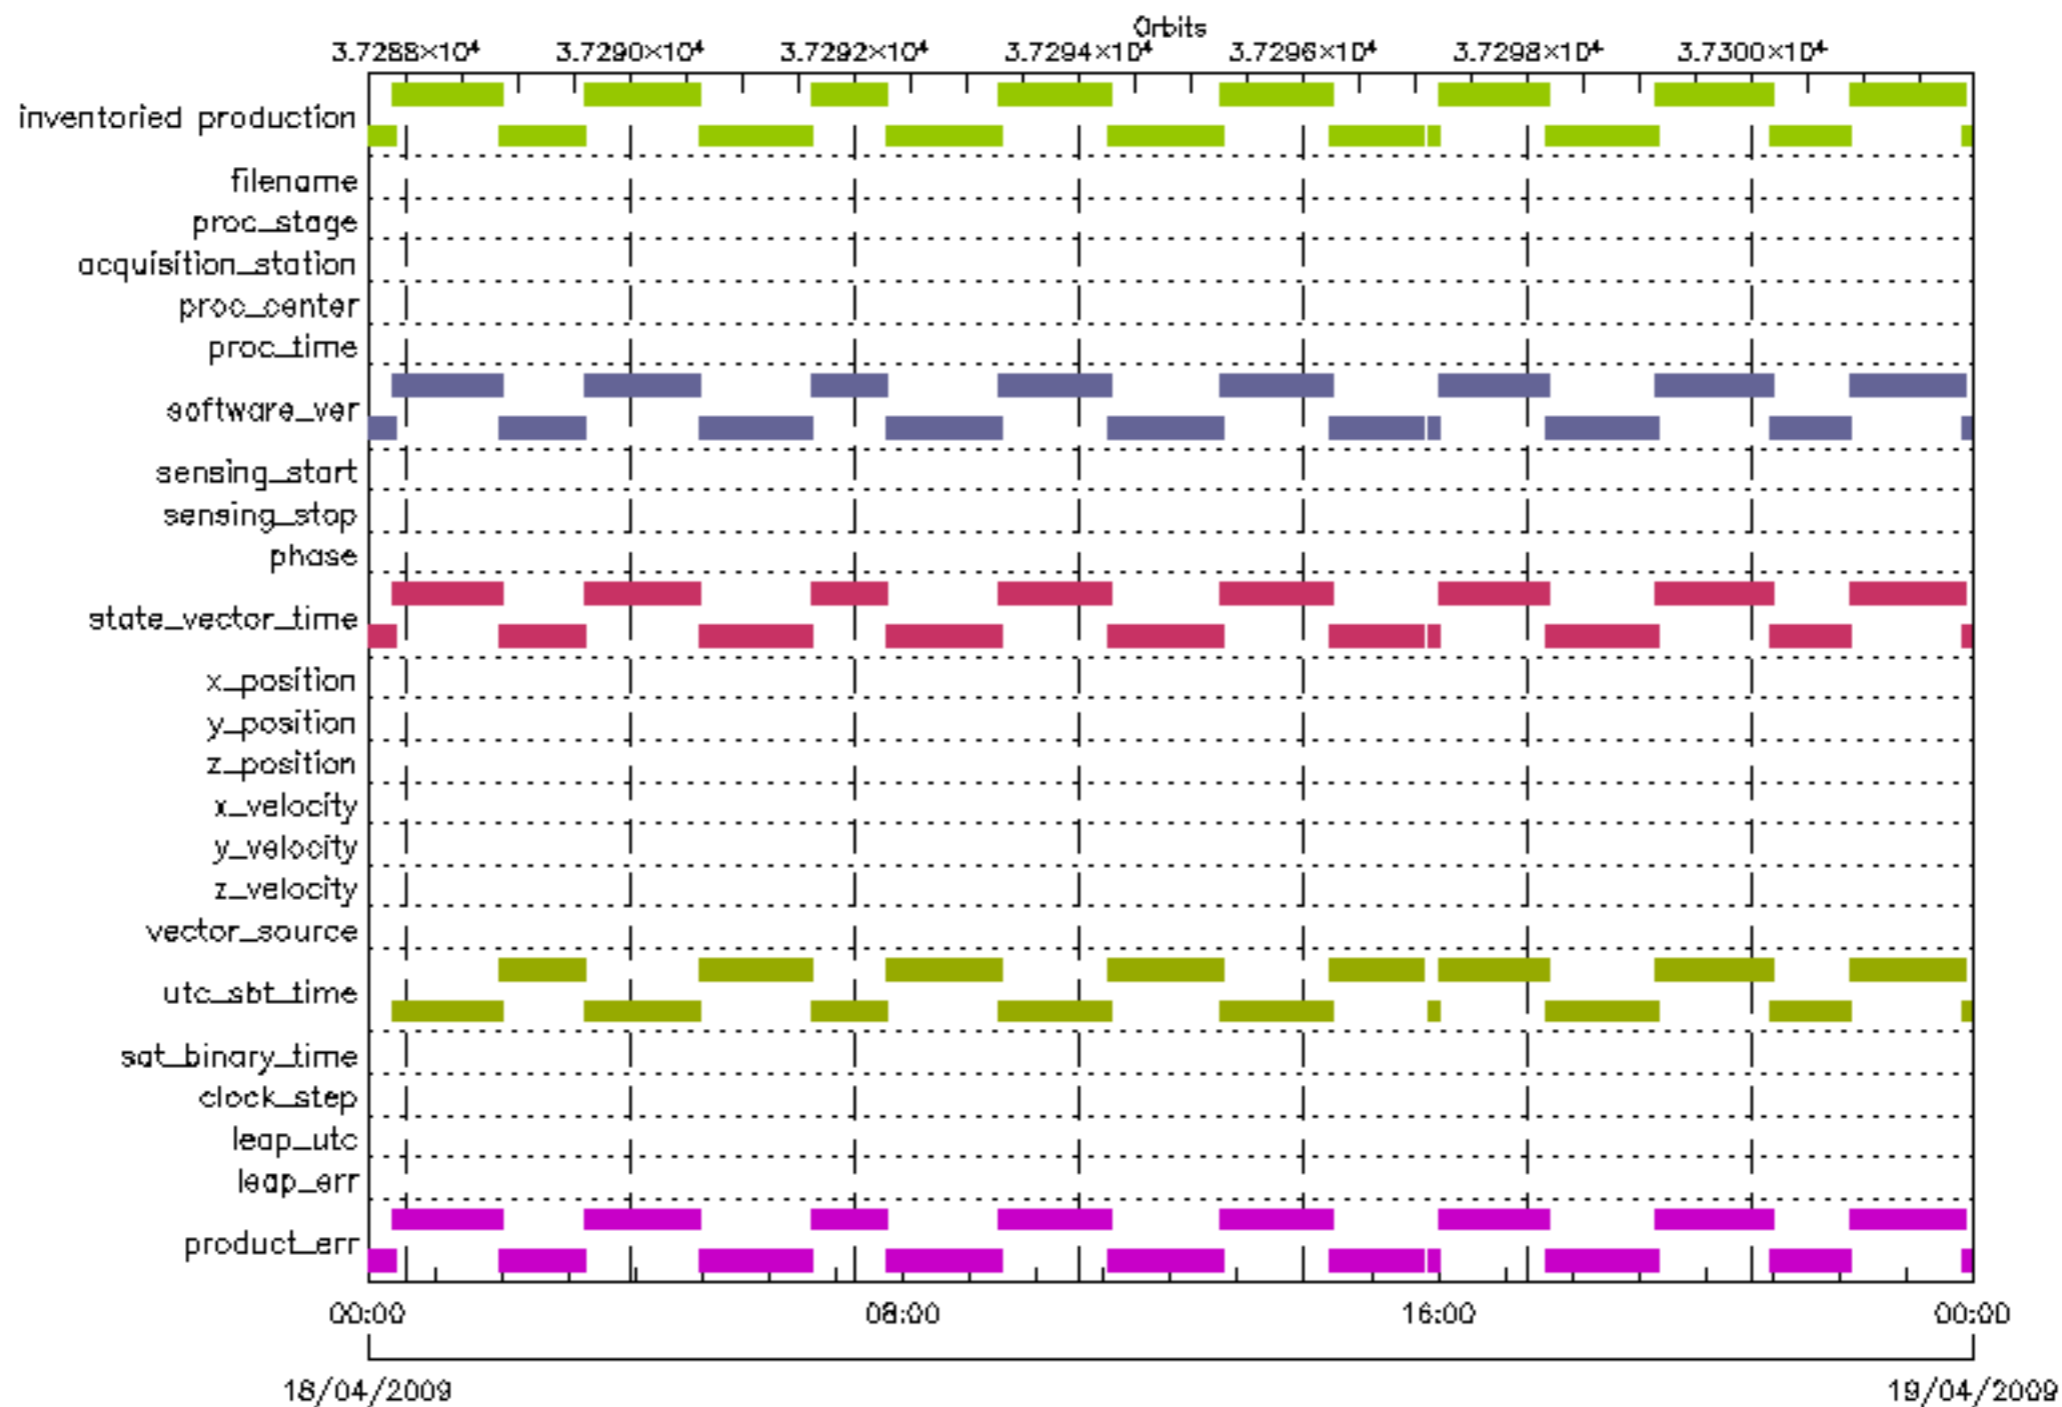 Orbits
3.7288×10⁴ 3.7290×10⁴ 3.7292×10⁴ 3.7294×10⁴ 3.7296×10⁴ 3.7298×10⁴ 3.7300×10⁴
inventoried production
filename
proc_stage
acquisition_station
proc_center
proc_time
software_ver
sensing_start
sensing_stop
phase
state_vector_time
x_position
y_position
z_position
x_velocity
y_velocity
z_velocity
vector_source
utc_sbt_time
sat_binary_time
clock_step
leap_utc
leap_err
product_err
00:00 08:00 16:00 00:00
18/04/2009 19/04/2009